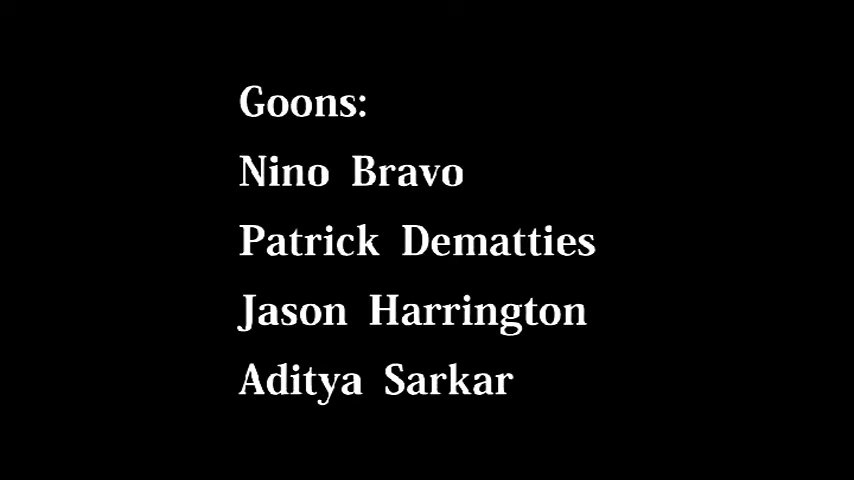 Goons:
Nino Bravo
Patrick Dematties
Jason Harrington
Aditya Sarkar